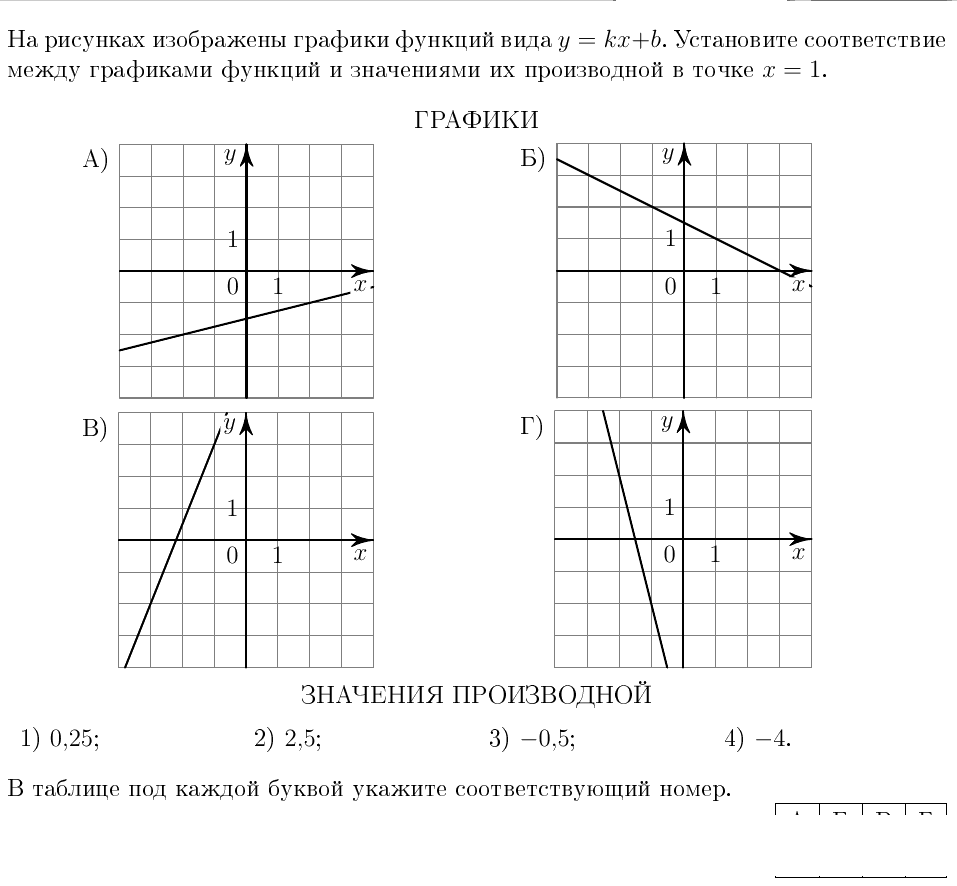 На рисунках изображены графики функций вида y = kx+b. Установите соответствие
между графиками функций и значениями их производной в точке x = 1.
ГРАФИКИ
А)
y
1
0
1
x
Б)
y
1
0
1
x
В)
y
1
0
1
x
Г)
y
1
0
1
x
ЗНАЧЕНИЯ ПРОИЗВОДНОЙ
1) 0,25; 2) 2,5; 3) −0,5; 4) −4.
В таблице под каждой буквой укажите соответствующий номер.